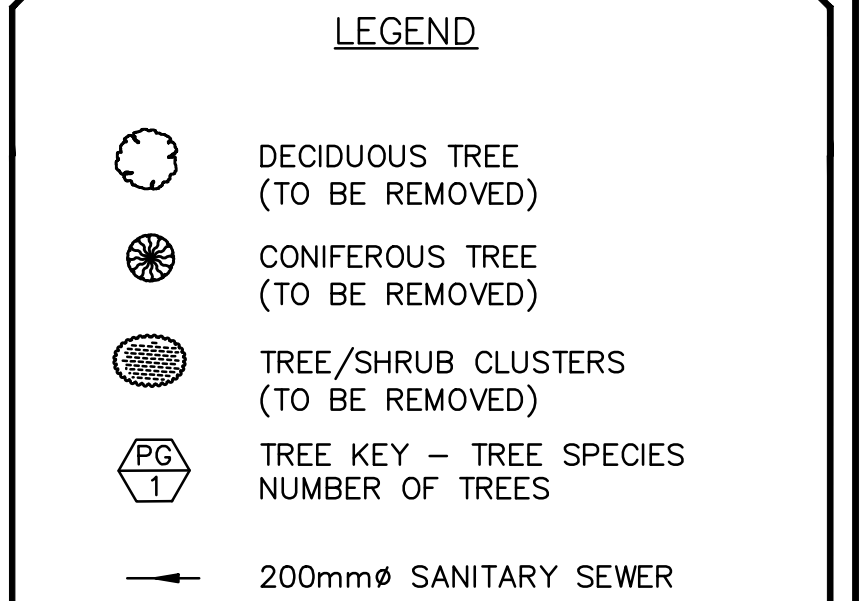 LEGEND
DECIDUOUS TREE
(TO BE REMOVED)
CONIFEROUS TREE
(TO BE REMOVED)
TREE/SHRUB CLUSTERS
(TO BE REMOVED)
PG
1
TREE KEY – TREE SPECIES
NUMBER OF TREES
200mmø SANITARY SEWER